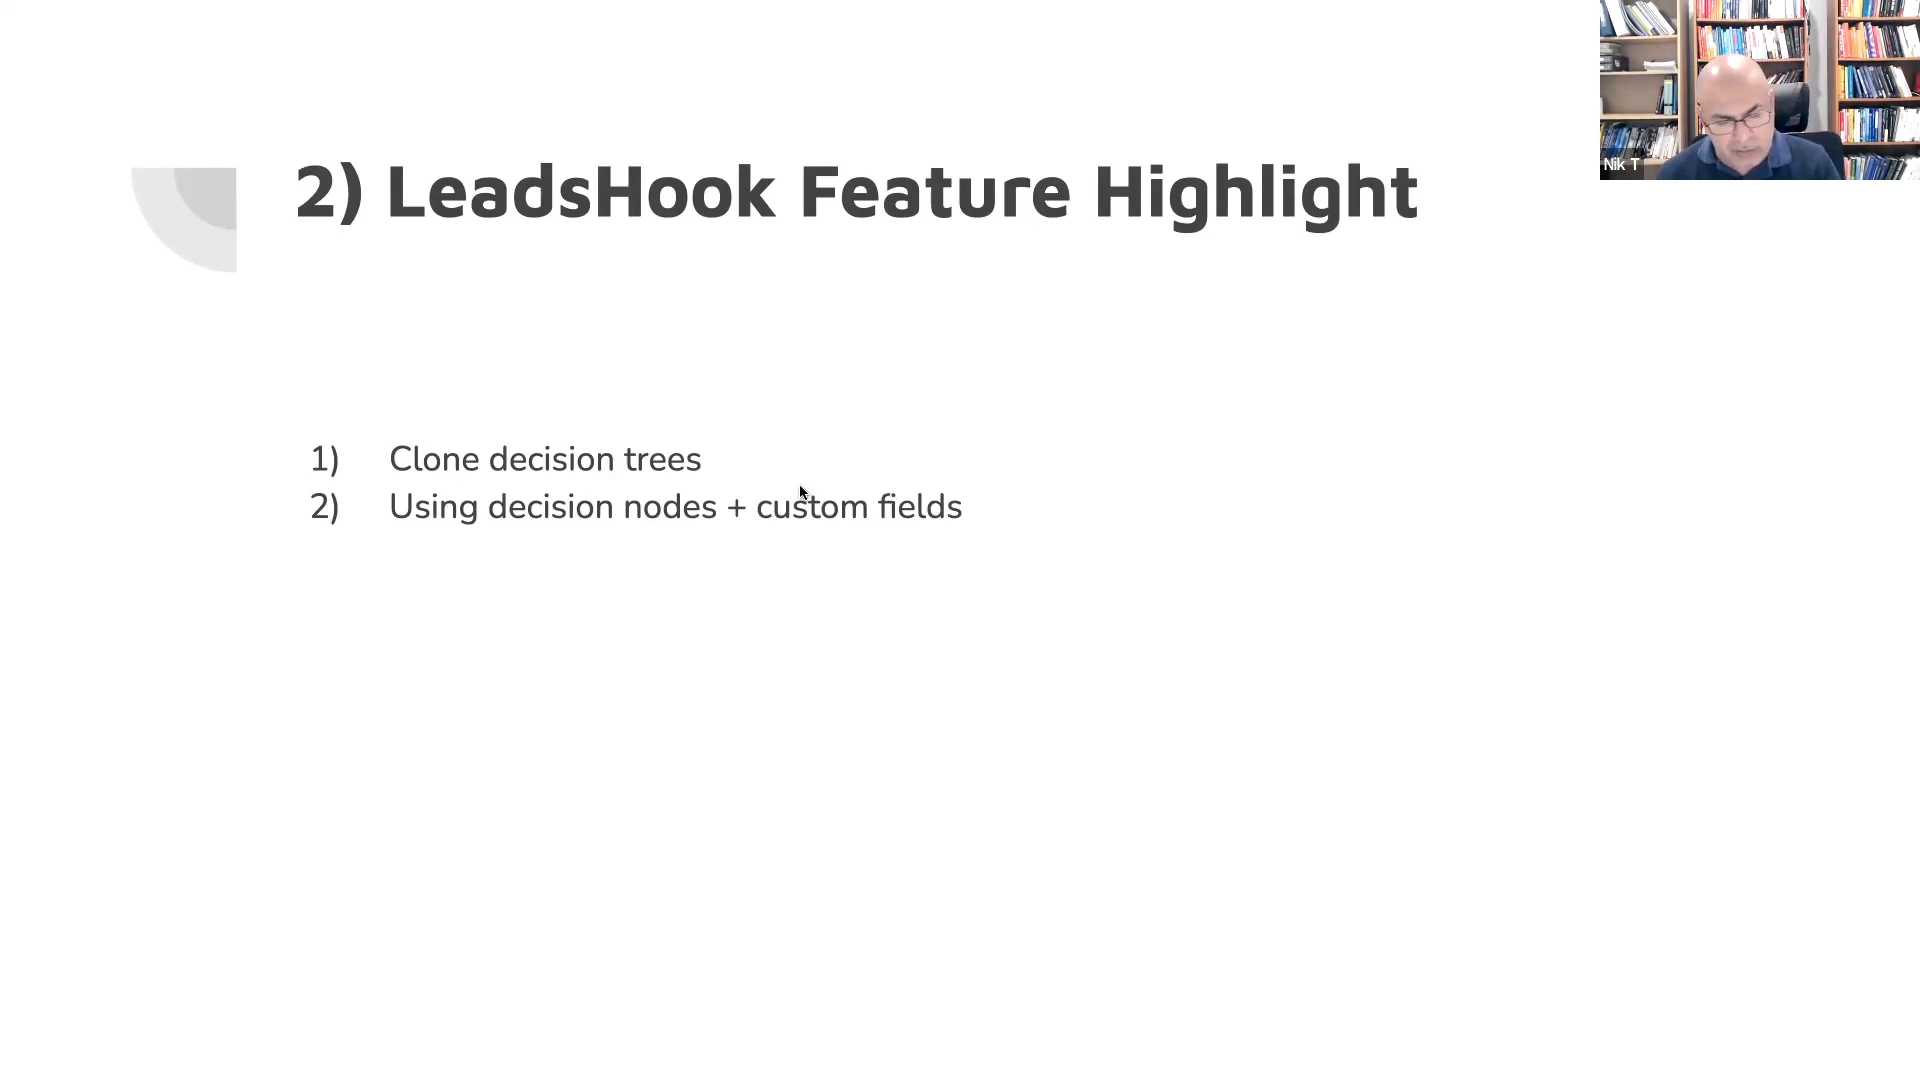 2) LeadsHook Feature Highlight
1) Clone decision trees
2) Using decision nodes + custom fields
Nik T